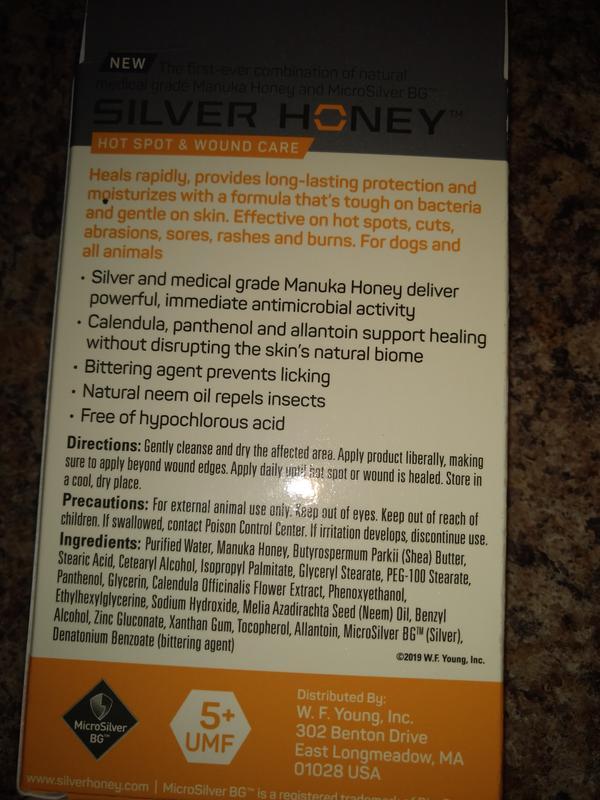 NEW The first-ever combination of natural
medical grade Manuka Honey and MicroSilver BG™
SILVER HONEY™
HOT SPOT & WOUND CARE
Heals rapidly, provides long-lasting protection and
moisturizes with a formula that's tough on bacteria
and gentle on skin. Effective on hot spots, cuts,
abrasions, sores, rashes and burns. For dogs and
all animals
• Silver and medical grade Manuka Honey deliver
powerful, immediate antimicrobial activity
• Calendula, panthenol and allantoin support healing
without disrupting the skin's natural biome
• Bittering agent prevents licking
• Natural neem oil repels insects
• Free of hypochlorous acid
Directions: Gently cleanse and dry the affected area. Apply product liberally, making
sure to apply beyond wound edges. Apply daily until hot spot or wound is healed. Store in
a cool, dry place.
Precautions: For external animal use only. Keep out of eyes. Keep out of reach of
children. If swallowed, contact Poison Control Center. If irritation develops, discontinue use.
Ingredients: Purified Water, Manuka Honey, Butyrospermum Parkii (Shea) Butter,
Stearic Acid, Cetearyl Alcohol, Isopropyl Palmitate, Glyceryl Stearate, PEG-100 Stearate,
Panthenol, Glycerin, Calendula Officinalis Flower Extract, Phenoxyethanol,
Ethylhexylglycerine, Sodium Hydroxide, Melia Azadirachta Seed (Neem) Oil, Benzyl
Alcohol, Zinc Gluconate, Xanthan Gum, Tocopherol, Allantoin, MicroSilver BG™ (Silver),
Denatonium Benzoate (bittering agent)
©2019 W.F. Young, Inc.
MicroSilver
BG™
5+
UMF
Distributed By:
W. F. Young, Inc.
302 Benton Drive
East Longmeadow, MA
01028 USA
www.silverhoney.com | MicroSilver BG™ is a registered trademark of